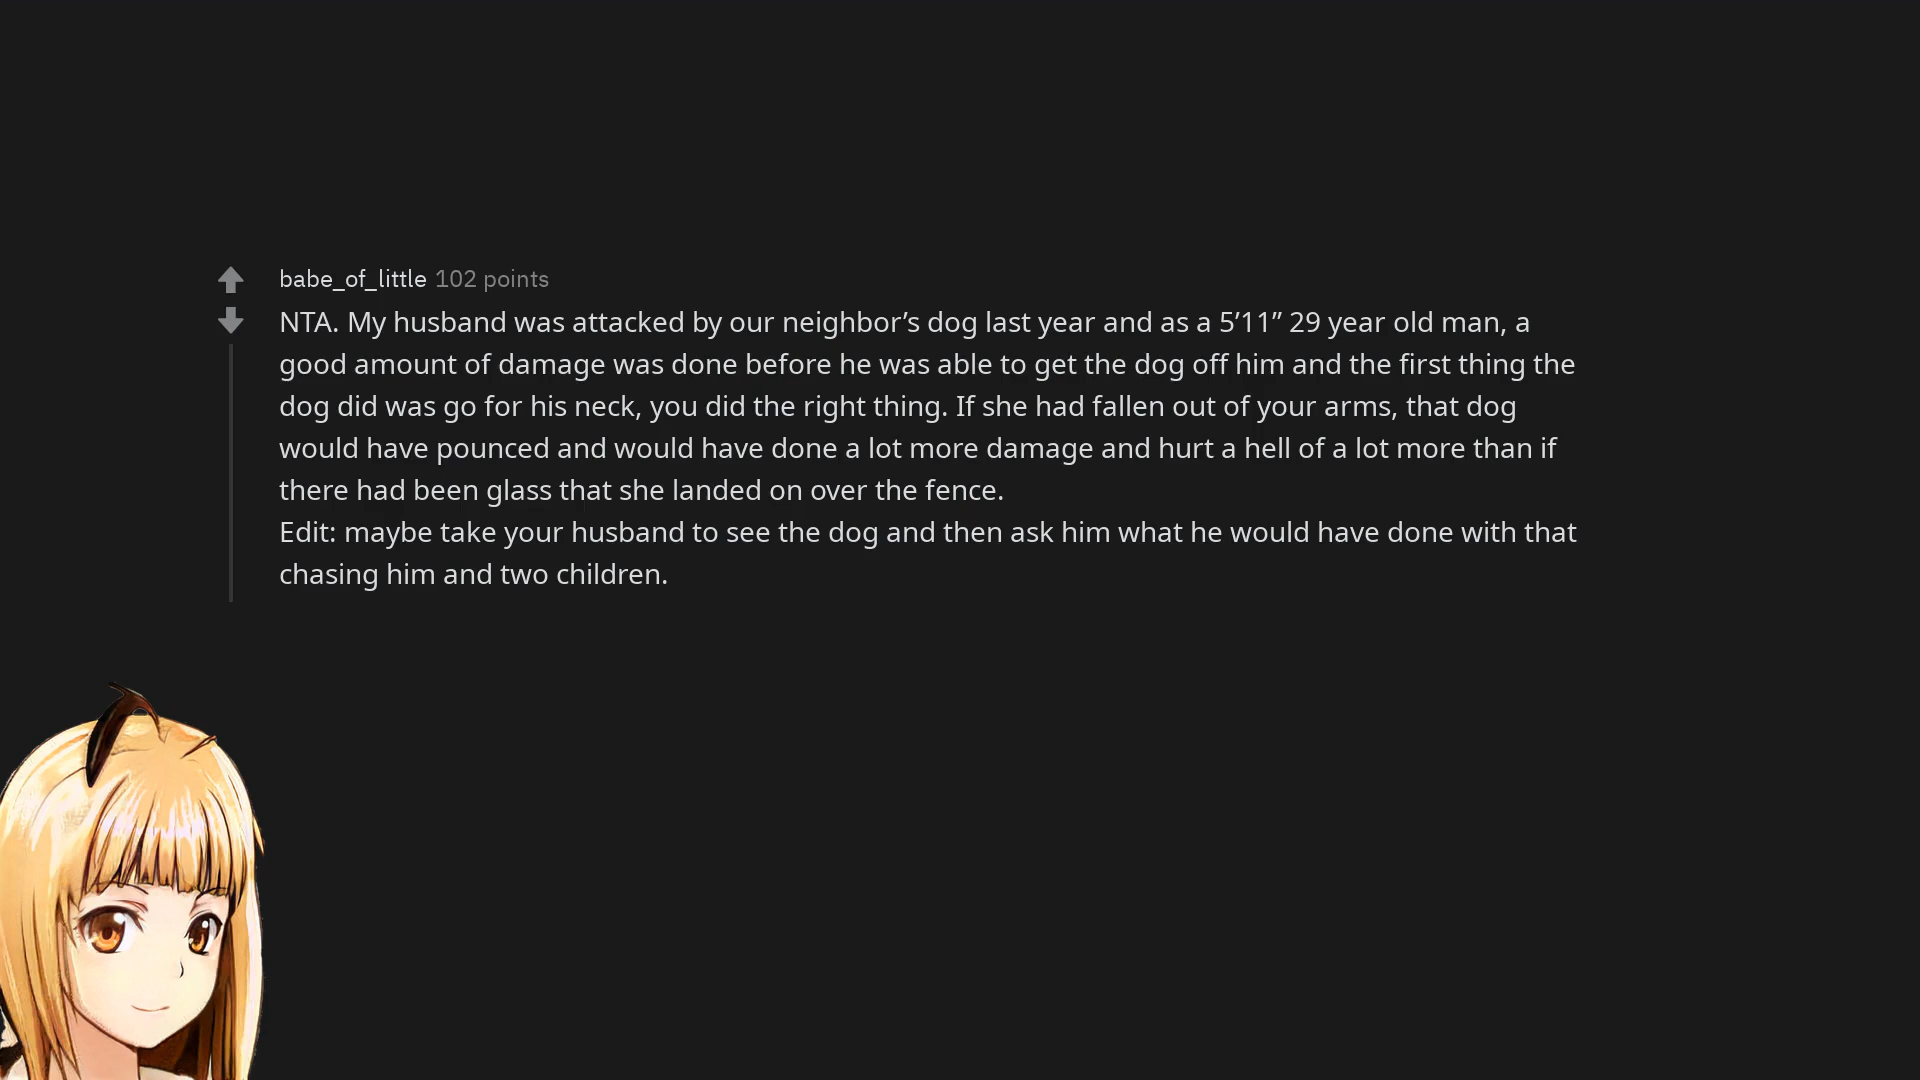 babe_of_little 102 points
NTA. My husband was attacked by our neighbor’s dog last year and as a 5’11” 29 year old man, a
good amount of damage was done before he was able to get the dog off him and the first thing the
dog did was go for his neck, you did the right thing. If she had fallen out of your arms, that dog
would have pounced and would have done a lot more damage and hurt a hell of a lot more than if
there had been glass that she landed on over the fence.
Edit: maybe take your husband to see the dog and then ask him what he would have done with that
chasing him and two children.